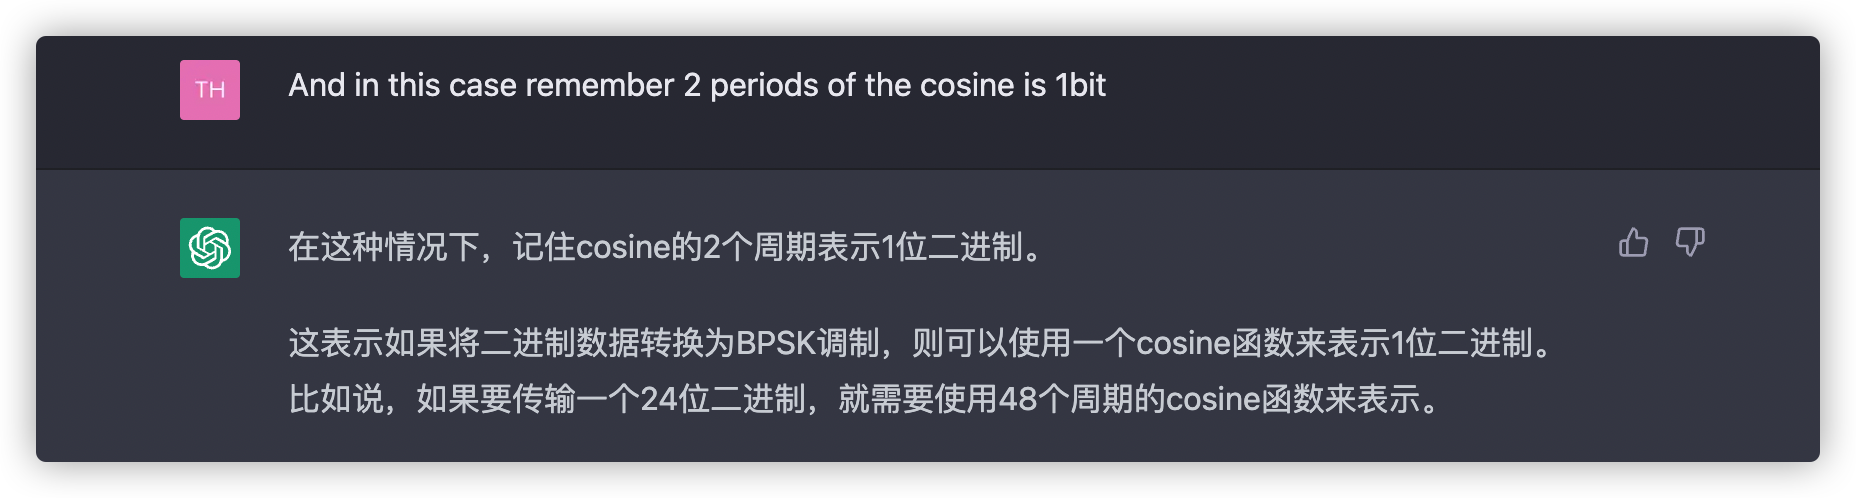 TH
And in this case remember 2 periods of the cosine is 1bit
在这种情况下，记住cosine的2个周期表示1位二进制。
这表示如果将二进制数据转换为BPSK调制，则可以使用一个cosine函数来表示1位二进制。
比如说，如果要传输一个24位二进制，就需要使用48个周期的cosine函数来表示。